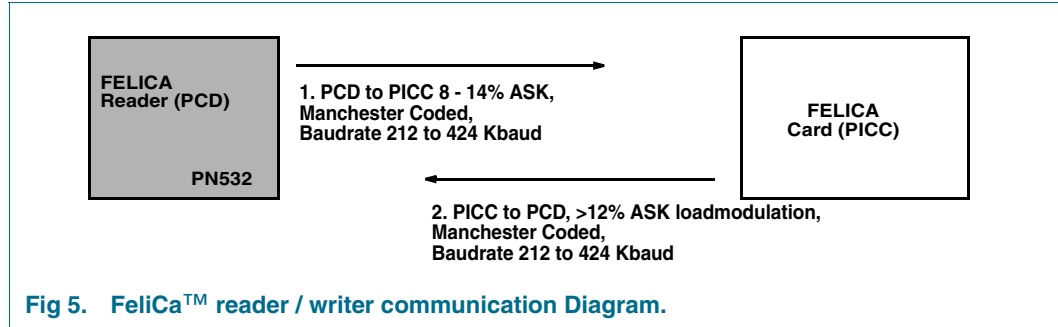 FELICA
Reader (PCD)
PN532
1. PCD to PICC 8 - 14% ASK,
Manchester Coded,
Baudrate 212 to 424 Kbaud
FELICA
Card (PICC)
2. PICC to PCD, >12% ASK loadmodulation,
Manchester Coded,
Baudrate 212 to 424 Kbaud
Fig 5. FeliCa™ reader / writer communication Diagram.